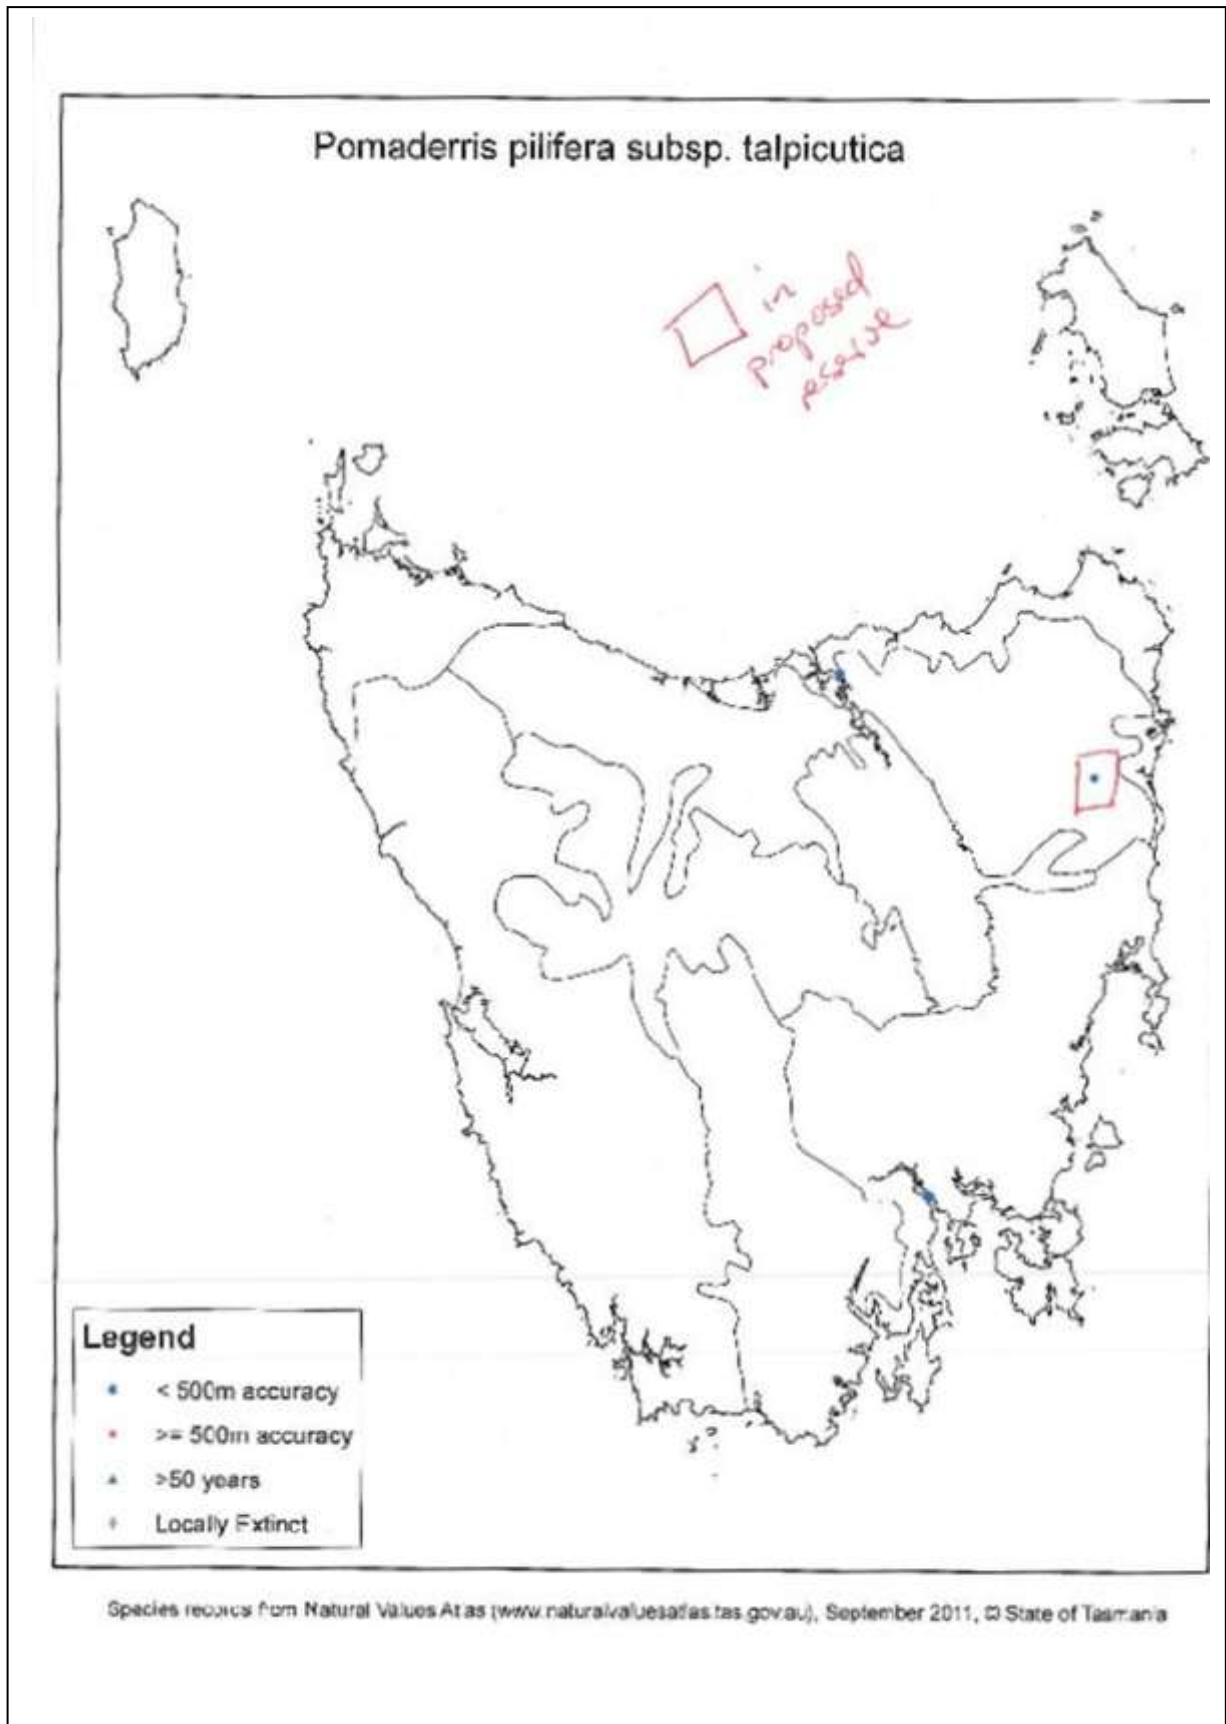 Pomaderris pilifera subsp. talpicutica
in
proposed
reserve
Legend
< 500m accuracy
>= 500m accuracy
>50 years
Locally Extinct
Species records from Natural Values Atlas (www.naturalvaluesatlas.tas.gov.au), September 2011, © State of Tasmania